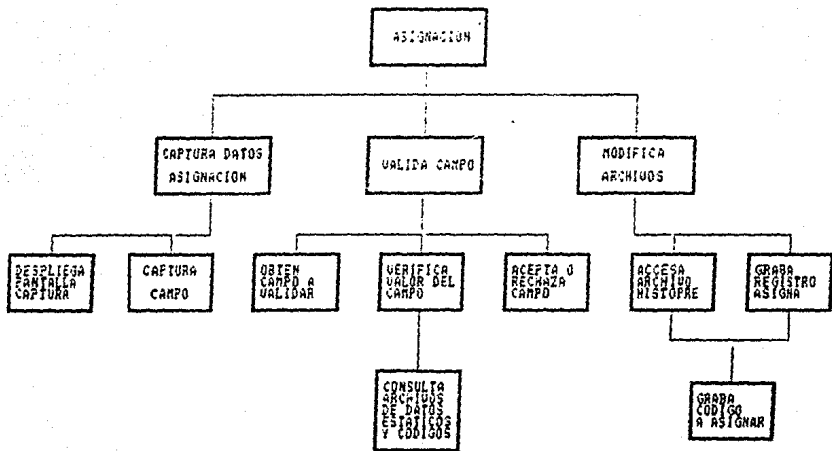 ASIGNACION
CAPTURA DATOS
ASIGNACION
VALIDA CAMPO
MODIFICA
ARCHIVOS
DESPLIEGA
PANTALLA
CAPTURA
CAPTURA
CAMPO
OBTEN
CAMPO A
VALIDAR
VERIFICA
VALOR DEL
CAMPO
ACEPTA O
RECHAZA
CAMPO
ACCESA
ARCHIVO
HISTOPRE
GRABA
REGISTRO
ASIGNA
CONSULTA
ARCHIVOS
DE DATOS
ESTATICOS
Y CODIGOS
GRABA
CODIGO
A ASIGNAR